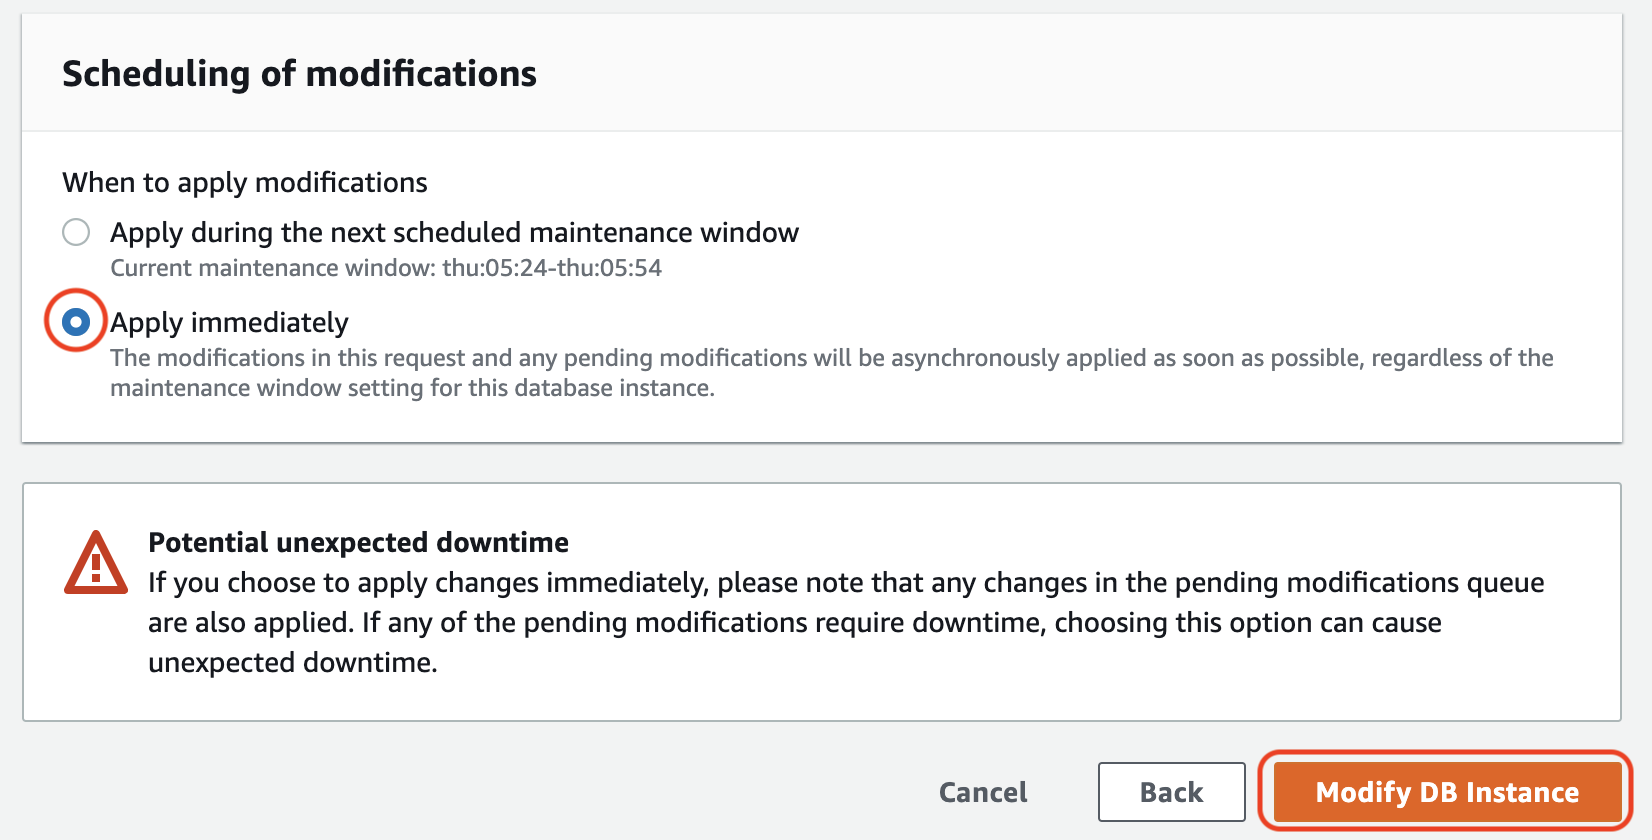 Scheduling of modifications
When to apply modifications
Apply during the next scheduled maintenance window
Current maintenance window: thu:05:24-thu:05:54
Apply immediately
The modifications in this request and any pending modifications will be asynchronously applied as soon as possible, regardless of the
maintenance window setting for this database instance.
Potential unexpected downtime
If you choose to apply changes immediately, please note that any changes in the pending modifications queue
are also applied. If any of the pending modifications require downtime, choosing this option can cause
unexpected downtime.
Cancel Back Modify DB Instance